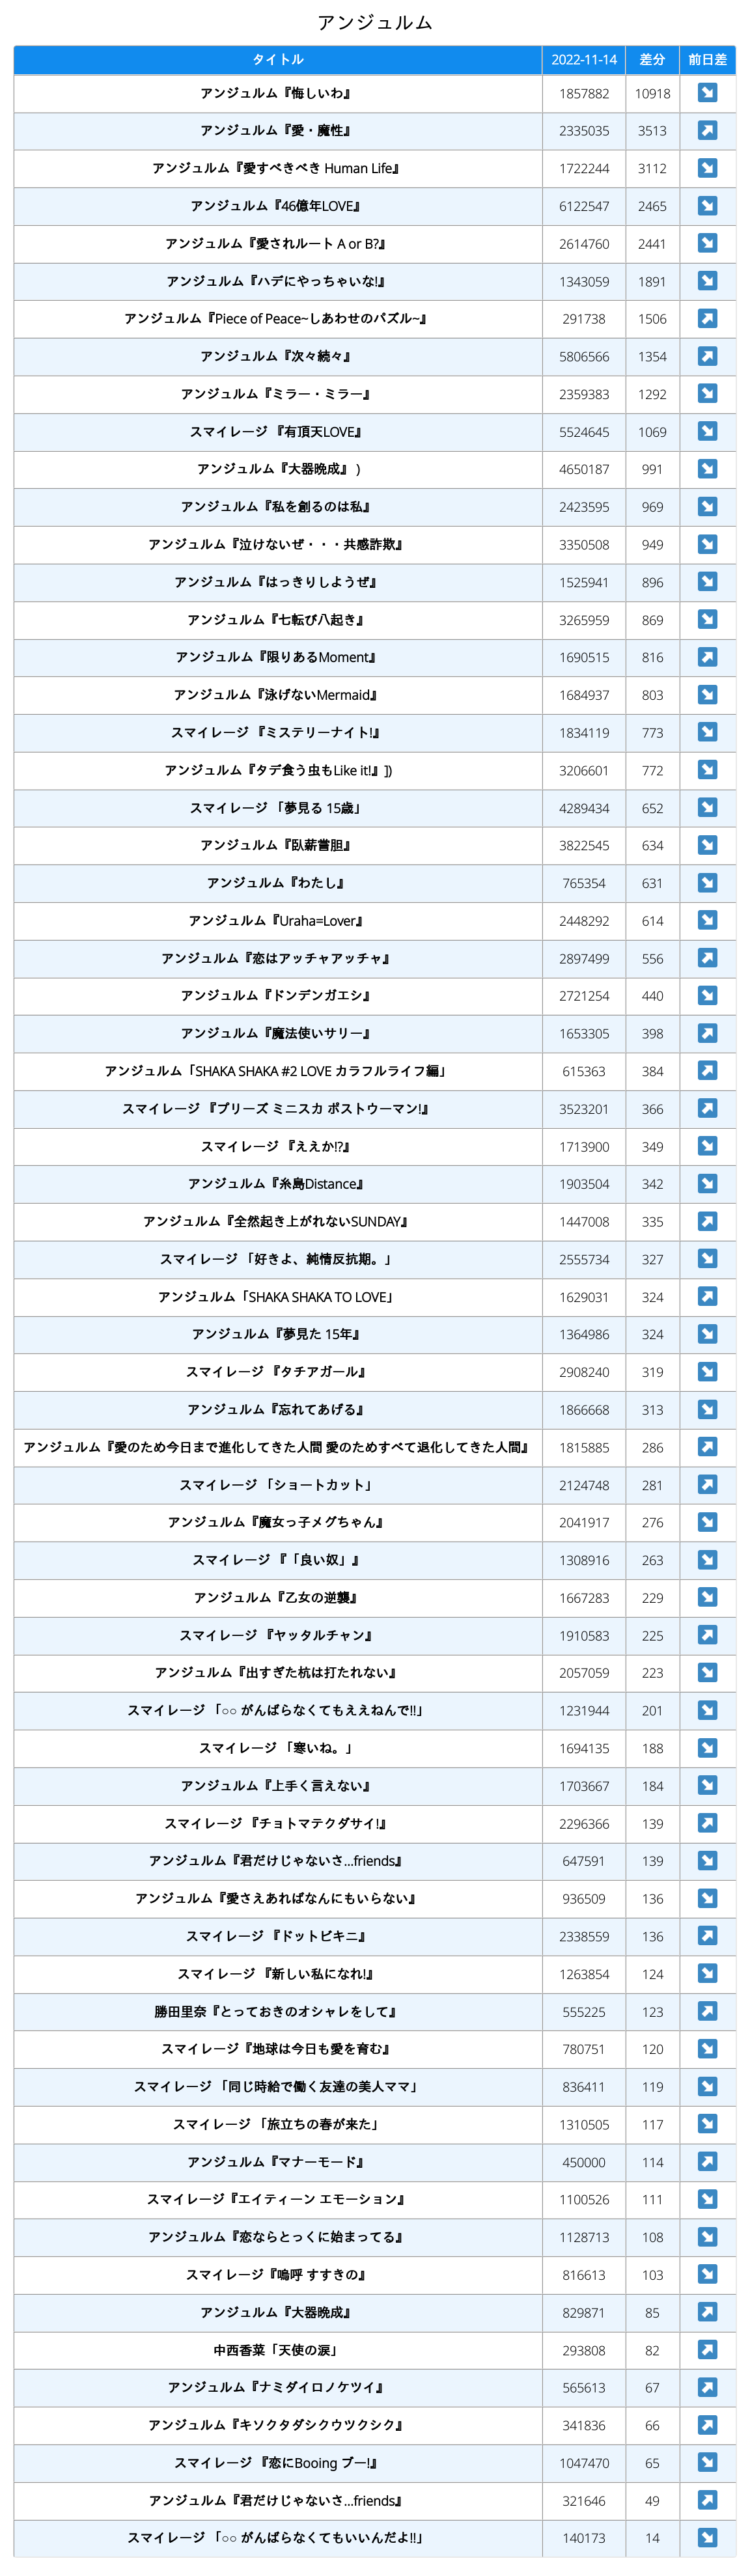 アンジュルム
タイトル 2022-11-14 差分 前日差
アンジュルム『悔しいわ』 1857882 10918 ↘
アンジュルム『愛・魔性』 2335035 3513 ↗
アンジュルム『愛すべきべき Human Life』 1722244 3112 ↘
アンジュルム『46億年LOVE』 6122547 2465 ↘
アンジュルム『愛されルート A or B?』 2614760 2441 ↘
アンジュルム『ハデにやっちゃいな!』 1343059 1891 ↘
アンジュルム『Piece of Peace~しあわせのパズル~』 291738 1506 ↗
アンジュルム『次々続々』 5806566 1354 ↗
アンジュルム『ミラー・ミラー』 2359383 1292 ↘
スマイレージ 『有頂天LOVE』 5524645 1069 ↘
アンジュルム『大器晩成』 ) 4650187 991 ↘
アンジュルム『私を創るのは私』 2423595 969 ↘
アンジュルム『泣けないぜ・・・共感詐欺』 3350508 949 ↘
アンジュルム『はっきりしようぜ』 1525941 896 ↘
アンジュルム『七転び八起き』 3265959 869 ↘
アンジュルム『限りあるMoment』 1690515 816 ↗
アンジュルム『泳げないMermaid』 1684937 803 ↘
スマイレージ 『ミステリーナイト!』 1834119 773 ↘
アンジュルム『タデ食う虫もLike it!』]) 3206601 772 ↘
スマイレージ 「夢見る 15歳」 4289434 652 ↘
アンジュルム『臥薪嘗胆』 3822545 634 ↘
アンジュルム『わたし』 765354 631 ↘
アンジュルム『Uraha=Lover』 2448292 614 ↘
アンジュルム『恋はアッチャアッチャ』 2897499 556 ↗
アンジュルム『ドンデンガエシ』 2721254 440 ↘
アンジュルム『魔法使いサリー』 1653305 398 ↗
アンジュルム「SHAKA SHAKA #2 LOVE カラフルライフ編」 615363 384 ↗
スマイレージ 『プリーズ ミニスカ ポストウーマン!』 3523201 366 ↗
スマイレージ 『ええか!?』 1713900 349 ↘
アンジュルム『糸島Distance』 1903504 342 ↘
アンジュルム『全然起き上がれないSUNDAY』 1447008 335 ↗
スマイレージ 「好きよ、純情反抗期。」 2555734 327 ↘
アンジュルム「SHAKA SHAKA TO LOVE」 1629031 324 ↗
アンジュルム『夢見た 15年』 1364986 324 ↘
スマイレージ 『タチアガール』 2908240 319 ↘
アンジュルム『忘れてあげる』 1866668 313 ↘
アンジュルム『愛のため今日まで進化してきた人間 愛のためすべて退化してきた人間』 1815885 286 ↗
スマイレージ 「ショートカット」 2124748 281 ↗
アンジュルム『魔女っ子メグちゃん』 2041917 276 ↘
スマイレージ 『「良い奴」』 1308916 263 ↘
アンジュルム『乙女の逆襲』 1667283 229 ↘
スマイレージ 『ヤッタルチャン』 1910583 225 ↗
アンジュルム『出すぎた杭は打たれない』 2057059 223 ↘
スマイレージ 「○○ がんばらなくてもええねんで!!」 1231944 201 ↘
スマイレージ 「寒いね。」 1694135 188 ↘
アンジュルム『上手く言えない』 1703667 184 ↘
スマイレージ 『チョトマテクダサイ!』 2296366 139 ↗
アンジュルム『君だけじゃないさ...friends』 647591 139 ↘
アンジュルム『愛さえあればなんにもいらない』 936509 136 ↘
スマイレージ 『ドットビキニ』 2338559 136 ↗
スマイレージ 『新しい私になれ!』 1263854 124 ↘
勝田里奈『とっておきのオシャレをして』 555225 123 ↗
スマイレージ『地球は今日も愛を育む』 780751 120 ↘
スマイレージ 「同じ時給で働く友達の美人ママ」 836411 119 ↘
スマイレージ 「旅立ちの春が来た」 1310505 117 ↘
アンジュルム『マナーモード』 450000 114 ↗
スマイレージ『エイティーン エモーション』 1100526 111 ↘
アンジュルム『恋ならとっくに始まってる』 1128713 108 ↘
スマイレージ『嗚呼 すすきの』 816613 103 ↘
アンジュルム『大器晩成』 829871 85 ↗
中西香菜「天使の涙」 293808 82 ↗
アンジュルム『ナミダイロノケツイ』 565613 67 ↗
アンジュルム『キソクタダシクウツクシク』 341836 66 ↗
スマイレージ 『恋にBooing ブー!』 1047470 65 ↘
アンジュルム『君だけじゃないさ...friends』 321646 49 ↗
スマイレージ 「○○ がんばらなくてもいいんだよ!!」 140173 14 ↘